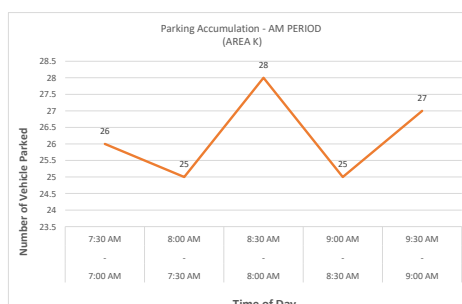 Parking Accumulation - AM PERIOD
(AREA K)
Number of Vehicle Parked
28.5
28
27.5
27
26.5
26
25.5
25
24.5
24
23.5
26
25
28
25
27
7:30 AM 8:00 AM 8:30 AM 9:00 AM 9:30 AM
- - - - -
7:00 AM 7:30 AM 8:00 AM 8:30 AM 9:00 AM
Time of Day